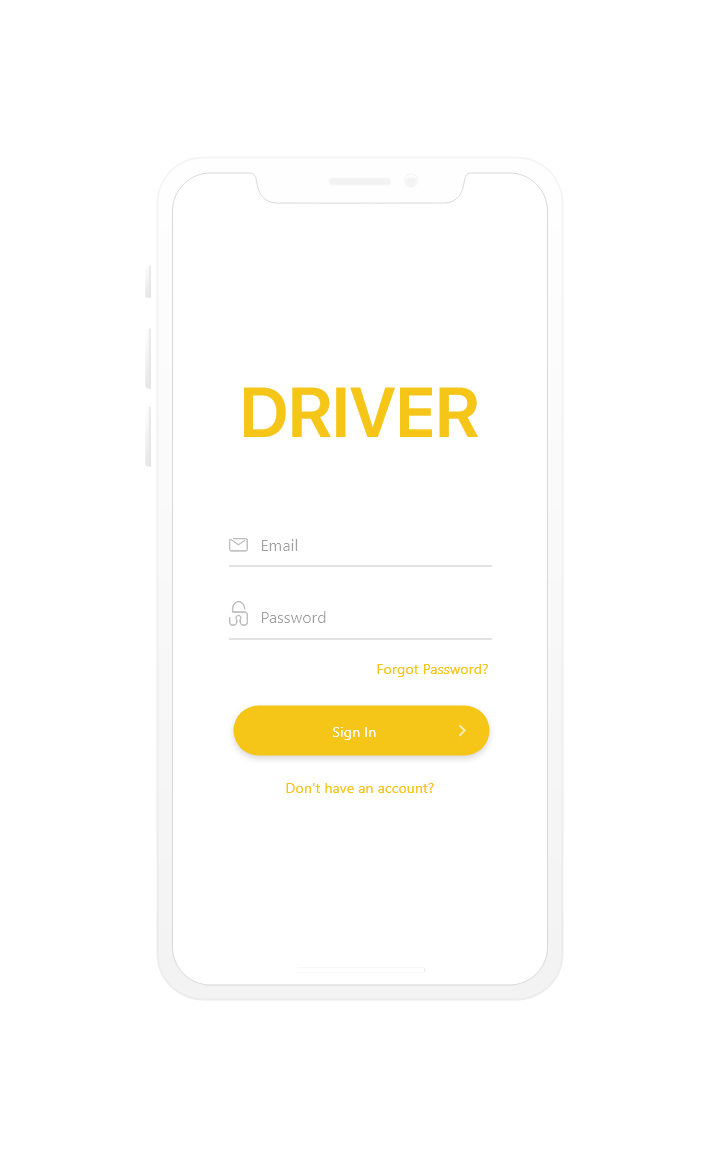 DRIVER
Email
Password
Forgot Password?
Sign In
Don't have an account?